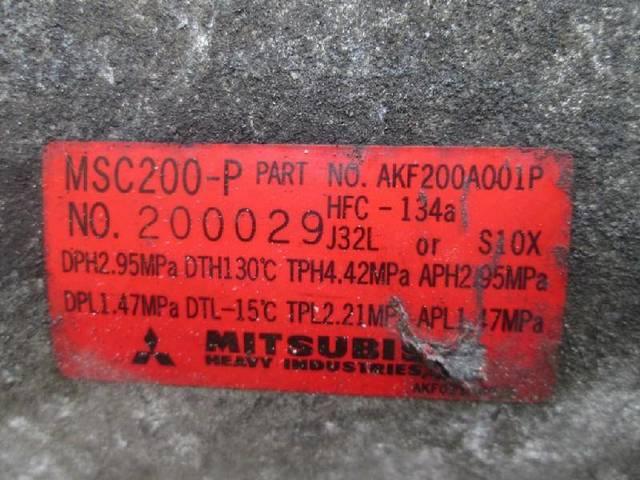 MSC200-P PART NO. AKF200A001P
NO. 200029 HFC-134a
J32L or S10X
DPH2.95MPa DTH130℃ TPH4.42MPa APH2.95MPa
DPL1.47MPa DTL-15℃ TPL2.21MPa APL1.47MPa
MITSUBIS
HEAVY INDUSTRIES,